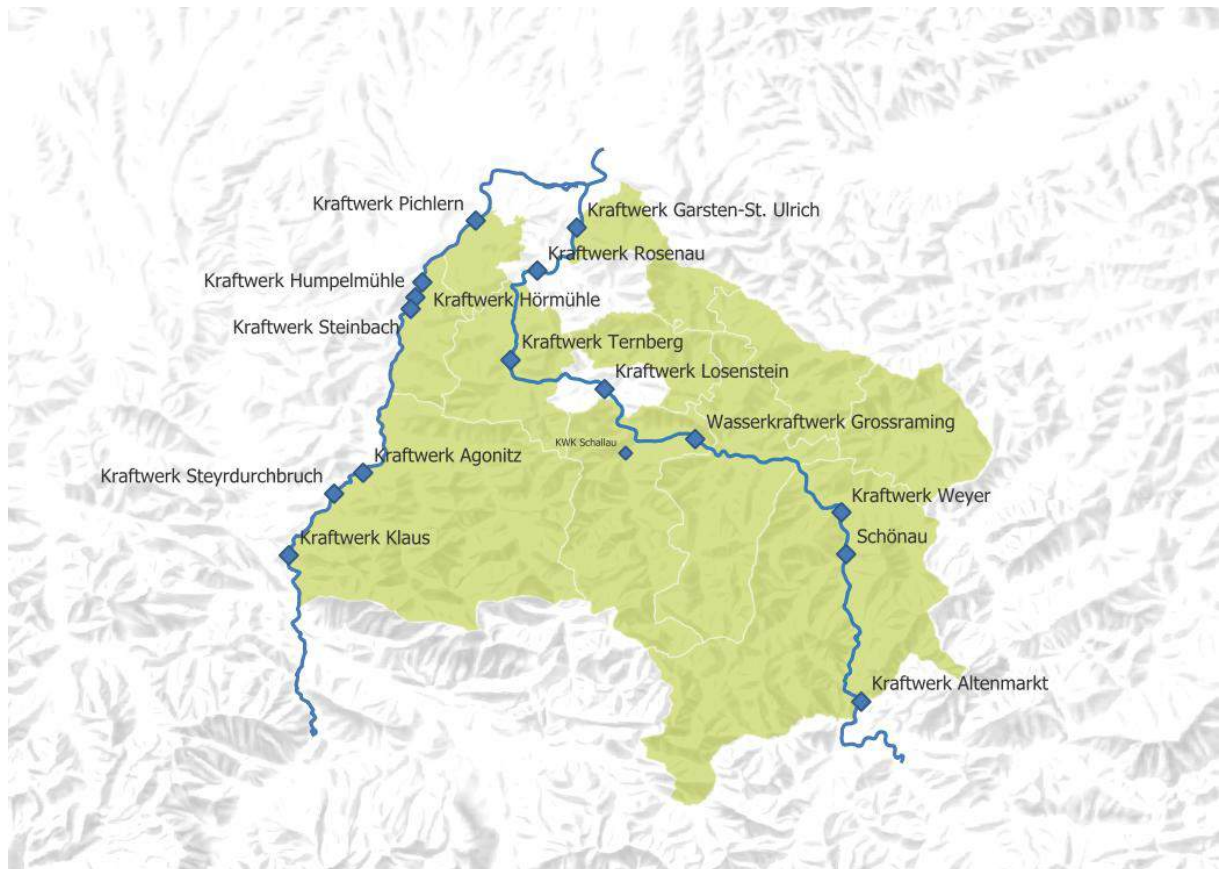 Kraftwerk Pichlern
Kraftwerk Garsten-St. Ulrich
Kraftwerk Rosenau
Kraftwerk Humpelmühle
Kraftwerk Hörmühle
Kraftwerk Steinbach
Kraftwerk Ternberg
Kraftwerk Losenstein
Wasserkraftwerk Grossraming
KWK Schallau
Kraftwerk Agonitz
Kraftwerk Steyrdurchbruch
Kraftwerk Weyer
Kraftwerk Klaus
Schönau
Kraftwerk Altenmarkt